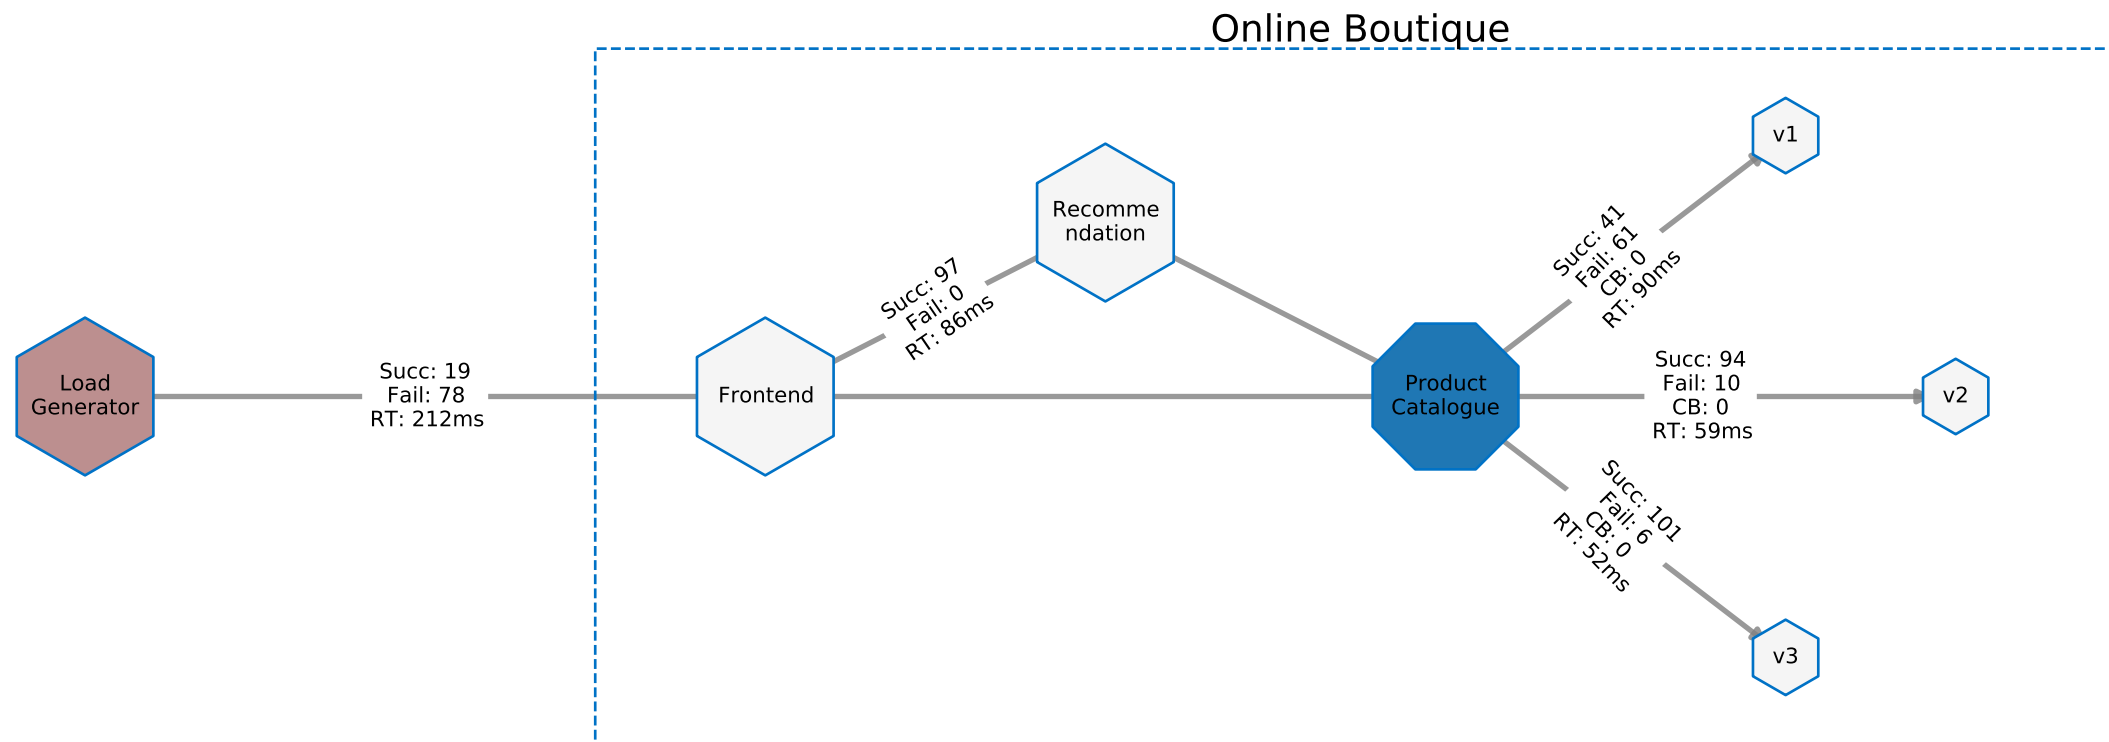 Online Boutique
v1
Recomme
ndation
Succ: 41
Fail: 61
CB: 0
RT: 90ms
Succ: 97
Fail: 0
RT: 86ms
Load
Generator
Succ: 19
Fail: 78
RT: 212ms
Frontend
Product
Catalogue
Succ: 94
Fail: 10
CB: 0
RT: 59ms
v2
Succ: 101
Fail: 6
CB: 0
RT: 52ms
v3